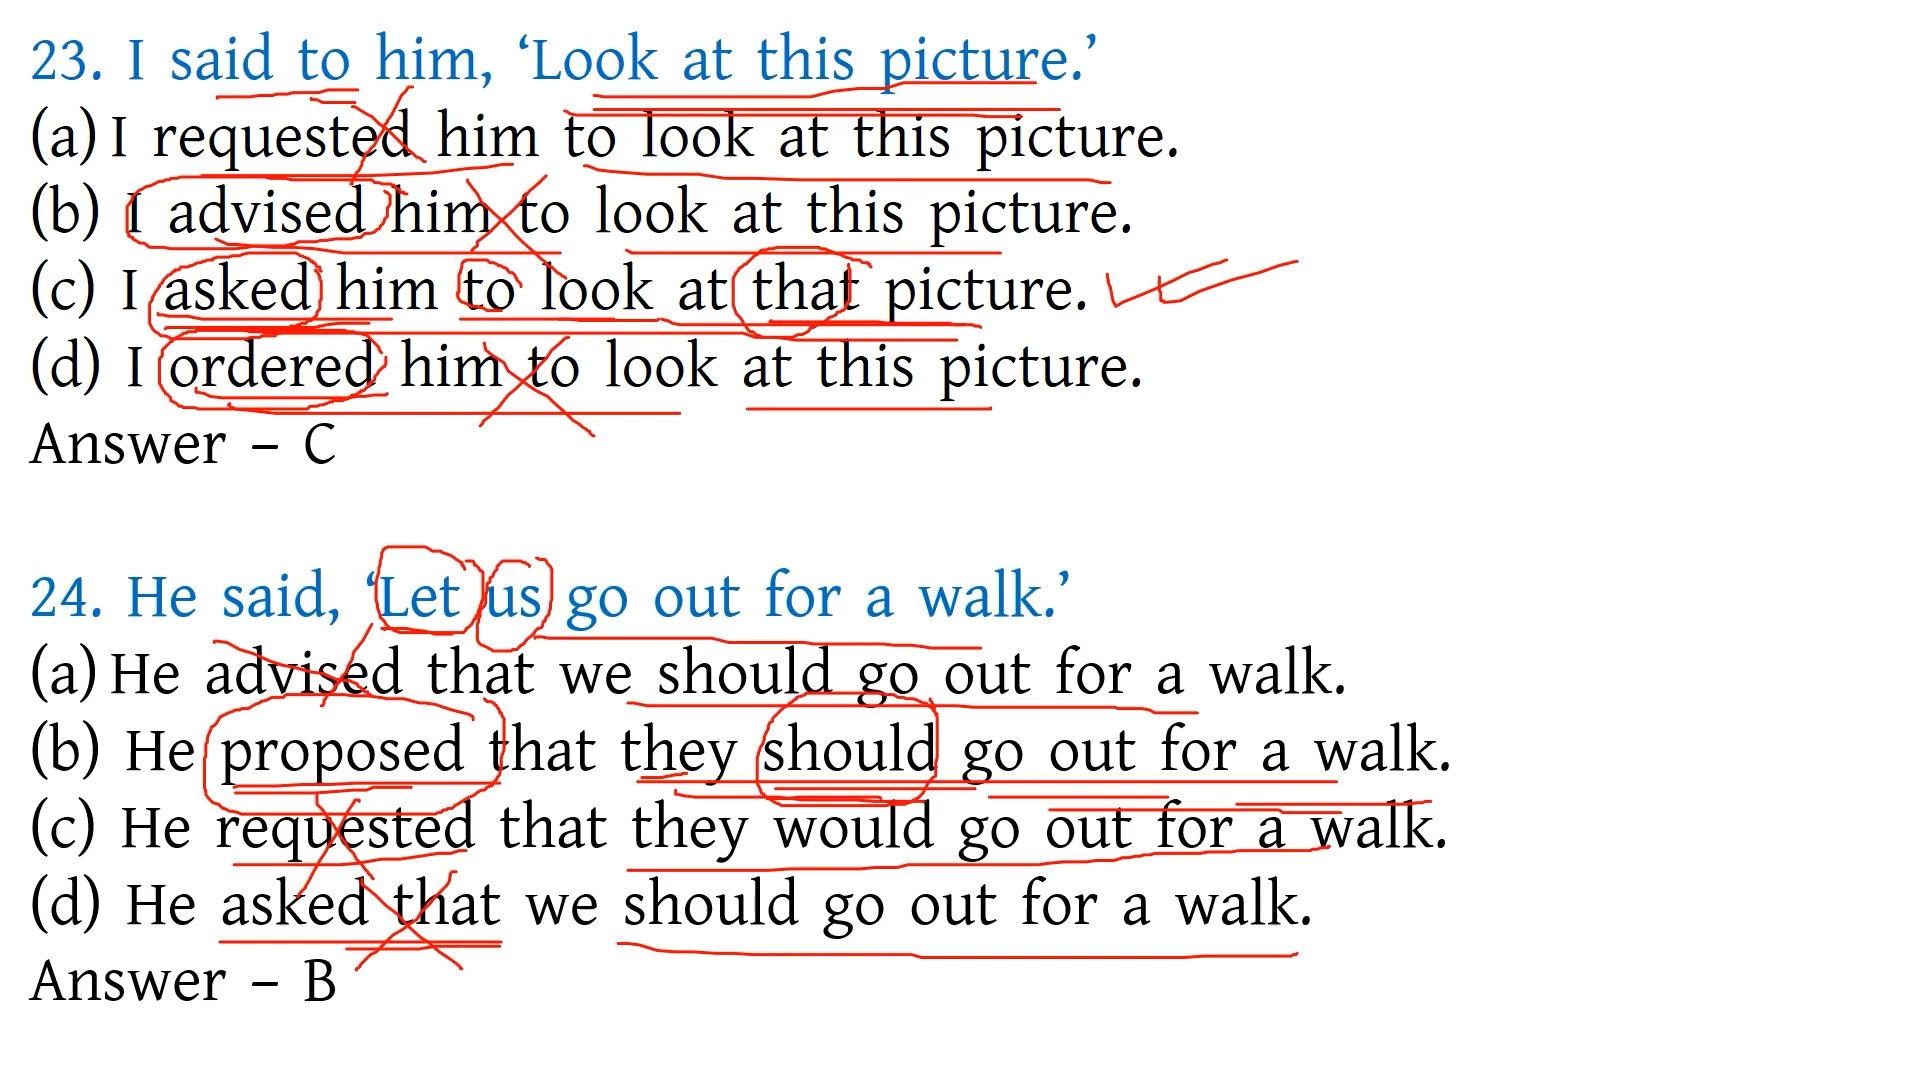 23. I said to him, ‘Look at this picture.’
(a) I requested him to look at this picture.
(b) I advised him to look at this picture.
(c) I asked him to look at that picture.
(d) I ordered him to look at this picture.
Answer – C
24. He said, ‘Let us go out for a walk.’
(a) He advised that we should go out for a walk.
(b) He proposed that they should go out for a walk.
(c) He requested that they would go out for a walk.
(d) He asked that we should go out for a walk.
Answer – B